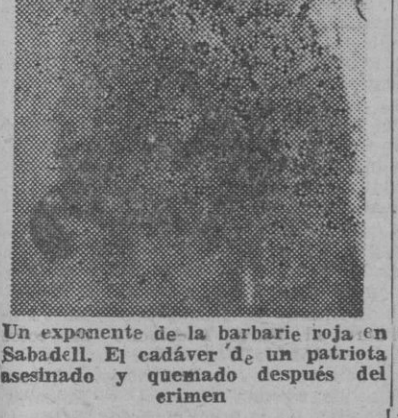 Un exponente de la barbarie roja en
Sabadell. El cadáver de un patriota
asesinado y quemado después del
crimen